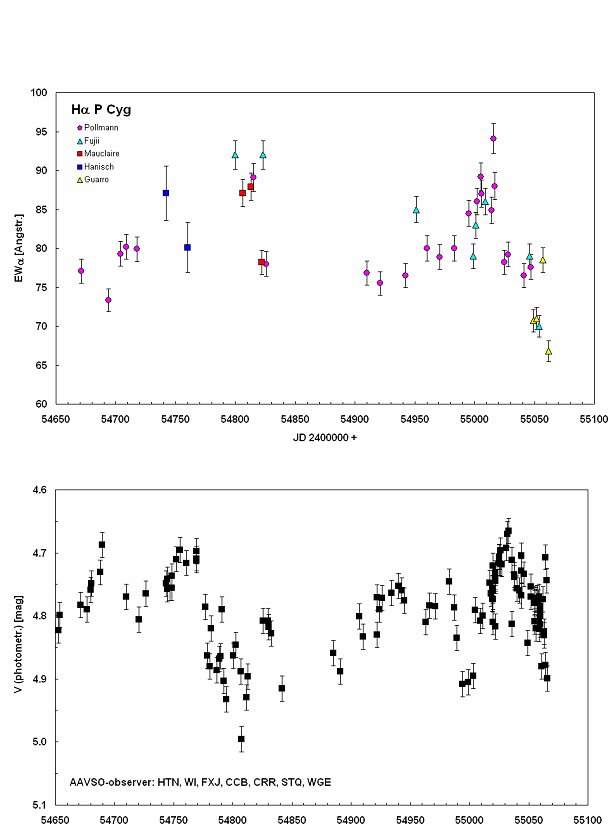 100
Hα P Cyg
Pollmann
Fujii
Mauclaire
Hanisch
Guarro
95
90
85
80
75
70
65
60
EWα [Angstr.]
54650 54700 54750 54800 54850 54900 54950 55000 55050 55100
JD 2400000 +
4.6
4.7
4.8
4.9
5.0
5.1
V (photometr.) [mag]
AAVSO-observer: HTN, WI, FXJ, CCB, CRR, STQ, WGE
54650 54700 54750 54800 54850 54900 54950 55000 55050 55100